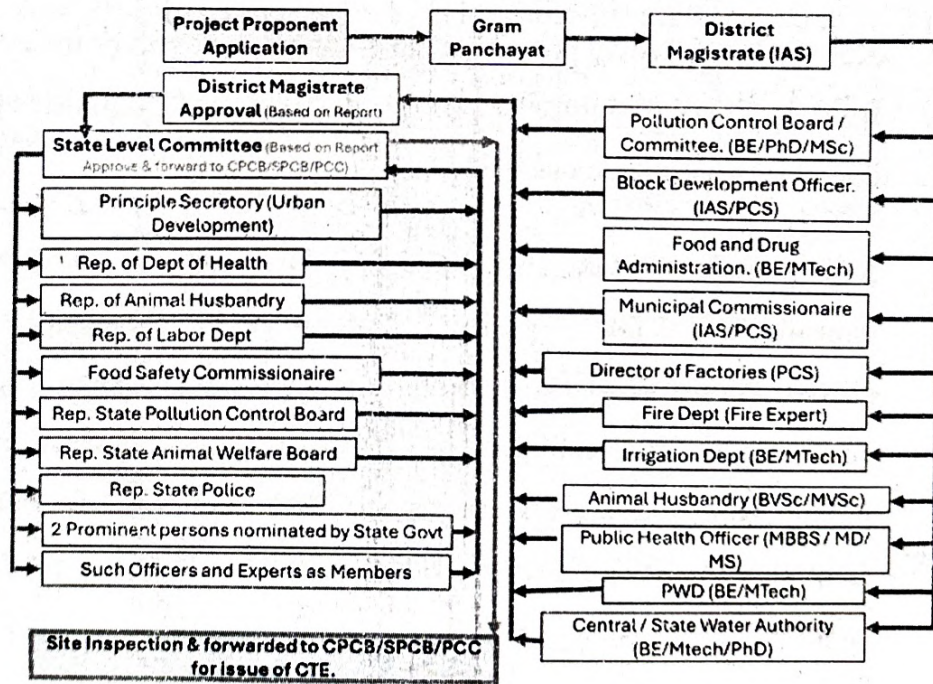 Project Proponent
Application
Gram
Panchayat
District
Magistrate (IAS)
District Magistrete
Approval (Based on Report)
State Level Committee (Based on Report
Approve & forward to CPCB/SPCB/PCC)
Principle Secretory (Urban
Development)
Rep. of Dept of Health
Rep. of Animal Husbandry
Rep. of Labor Dept
Food Safety Commissionaire
Rep. State Pollution Control Board
Rep. State Animal Welfare Board
Rep. State Police
2 Prominent persons nominated by State Govt
Such Officers and Experts as Members
Site Inspection & forwarded to CPCB/SPCB/PCC
for issue of CTE.
Pollution Control Board /
Committee. (BE/PhD/MSc)
Block Development Officer.
(IAS/PCS)
Food and Drug
Administration. (BE/MTech)
Municipal Commissionaire
(IAS/PCS)
Director of Factories (PCS)
Fire Dept (Fire Expert)
Irrigation Dept (BE/MTech)
Animal Husbandry (BVSc/MVSc)
Public Health Officer (MBBS / MD/
MS)
PWD (BE/MTech)
Central / State Water Authority
(BE/Mtech/PhD)